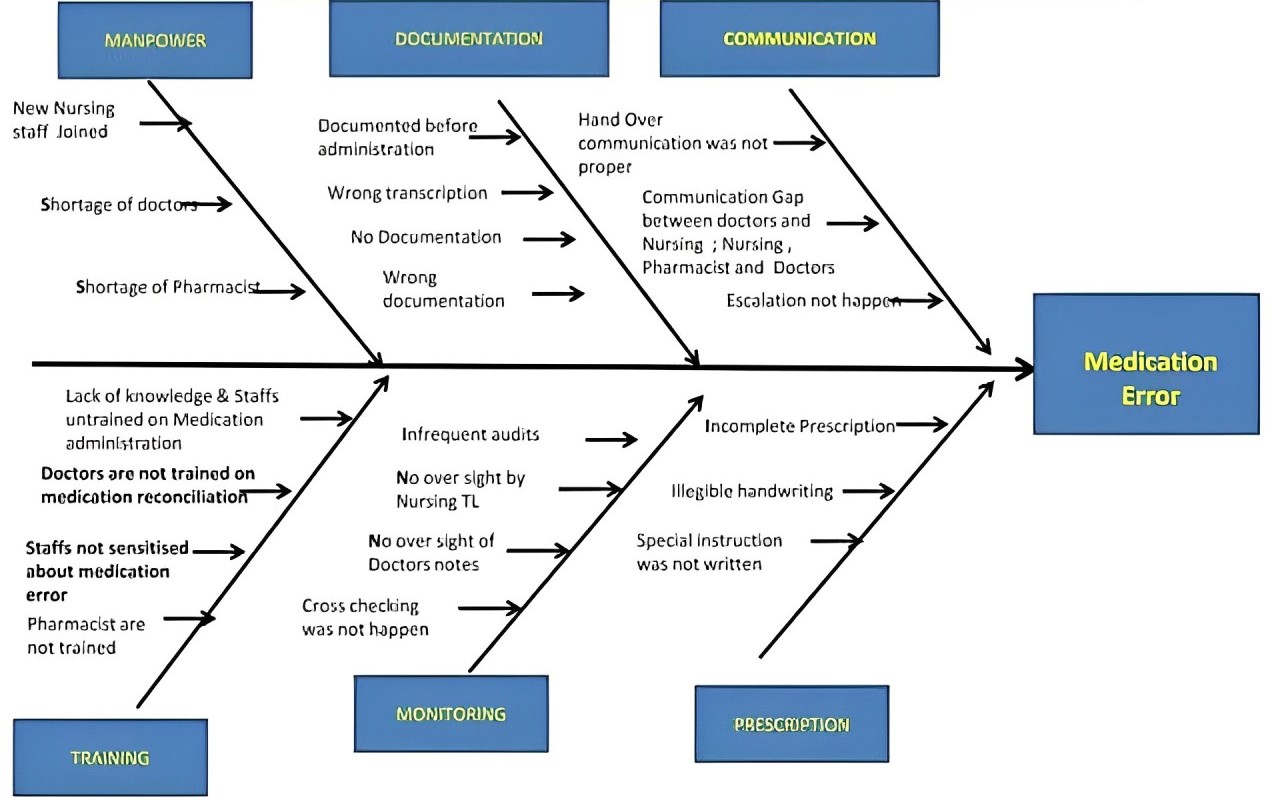 MANPOWER
DOCUMENTATION
COMMUNICATION
New Nursing
staff Joined
Shortage of doctors
Shortage of Pharmacist
Documented before
administration
Wrong transcription
No Documentation
Wrong
documentation
Hand Over
communication was not
proper
Communication Gap
between doctors and
Nursing ; Nursing ,
Pharmacist and Doctors
Escalation not happen
Medication
Error
Lack of knowledge & Staffs
untrained on Medication
administration
Doctors are not trained on
medication reconciliation
Staffs not sensitised
about medication
error
Pharmacist are
not trained
Infrequent audits
No over sight by
Nursing TL
No over sight of
Doctors notes
Cross checking
was not happen
Incomplete Prescription
Illegible handwriting
Special instruction
was not written
TRAINING
MONITORING
PRESCRIPTION